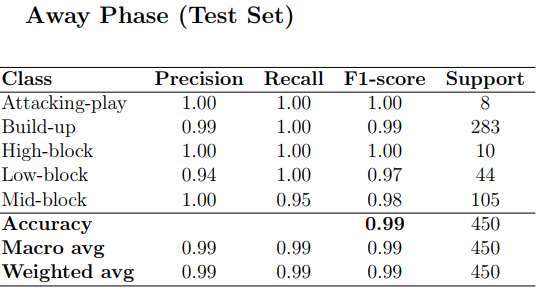 Away Phase (Test Set)
Class Precision Recall F1-score Support
Attacking-play 1.00 1.00 1.00 8
Build-up 0.99 1.00 0.99 283
High-block 1.00 1.00 1.00 10
Low-block 0.94 1.00 0.97 44
Mid-block 1.00 0.95 0.98 105
Accuracy 0.99 450
Macro avg 0.99 0.99 0.99 450
Weighted avg 0.99 0.99 0.99 450